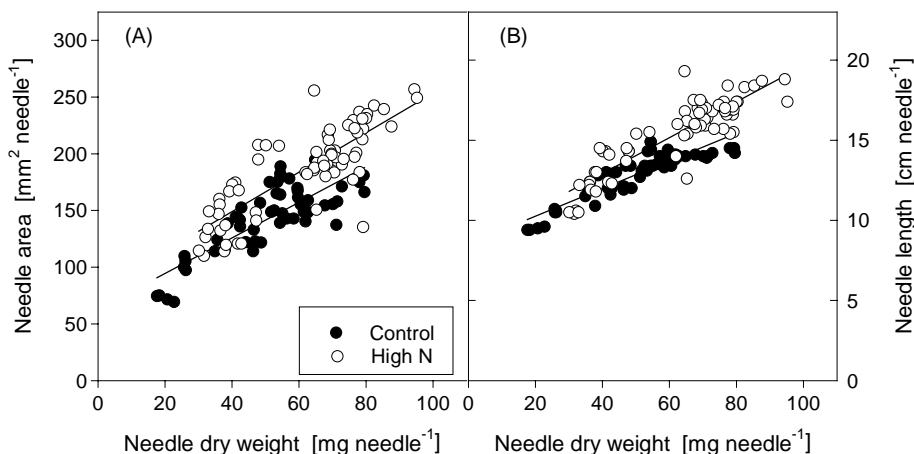 (A)
(B)
300
250
200
150
100
50
0
Needle area [mm² needle⁻¹]
Control
High N
0 20 40 60 80 100
Needle dry weight [mg needle⁻¹]
20
15
10
5
0
Needle length [cm needle⁻¹]
0 20 40 60 80 100
Needle dry weight [mg needle⁻¹]